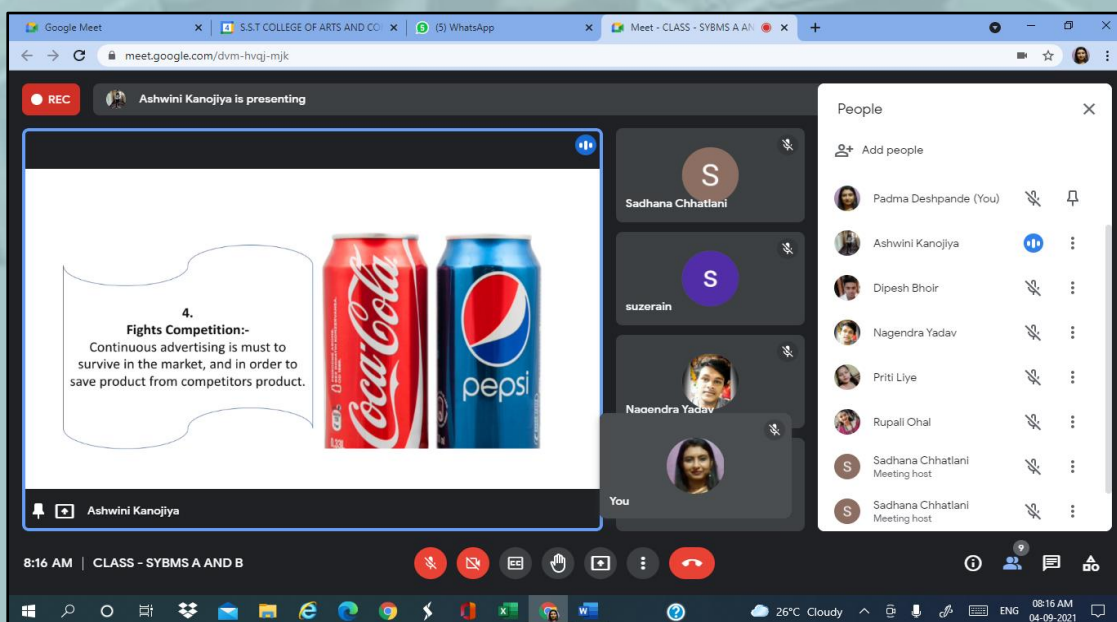 Google Meet
S.S.T COLLEGE OF ARTS AND CO
(5) WhatsApp
Meet - CLASS - SYBMS A AN
meet.google.com/dvm-hvqj-mjk
REC
Ashwini Kanojiya is presenting
4.
Fights Competition:-
Continuous advertising is must to
survive in the market, and in order to
save product from competitors product.
Coca-Cola
pepsi
Ashwini Kanojiya
S
Sadhana Chhatlani
S
suzerain
Nagendra Yadav
You
People
Add people
Padma Deshpande (You)
Ashwini Kanojiya
Dipesh Bhoir
Nagendra Yadav
Priti Liye
Rupali Ohal
S
Sadhana Chhatlani
Meeting host
S
Sadhana Chhatlani
Meeting host
8:16 AM | CLASS - SYBMS A AND B
CC
9
26°C Cloudy
ENG
08:16 AM
04-09-2021